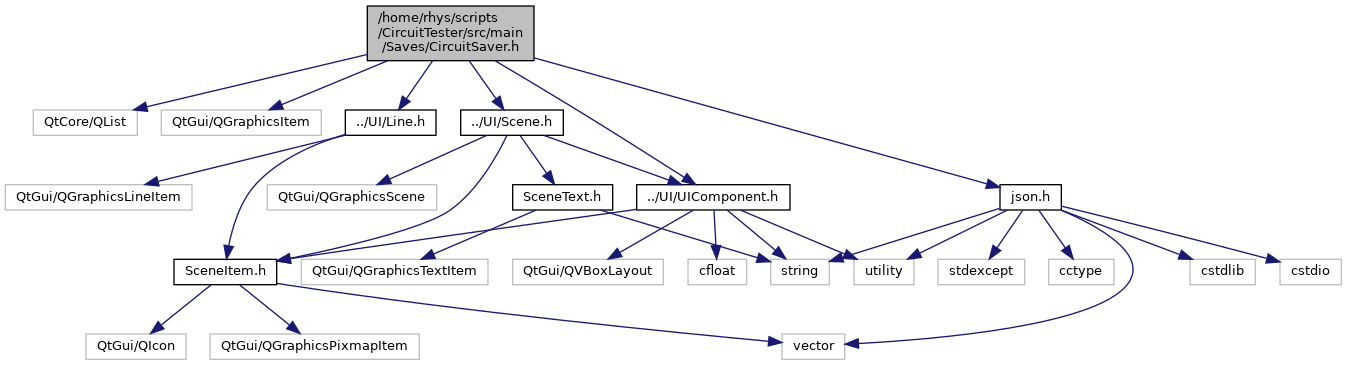 /home/rhys/scripts
/CircuitTester/src/main
/Saves/CircuitSaver.h
QtCore/QList
QtGui/QGraphicsItem
../UI/Line.h
../UI/Scene.h
QtGui/QGraphicsLineItem
QtGui/QGraphicsScene
SceneText.h
../UI/UIComponent.h
json.h
SceneItem.h
QtGui/QGraphicsTextItem
QtGui/QVBoxLayout
cfloat
string
utility
stdexcept
cctype
cstdlib
cstdio
QtGui/QIcon
QtGui/QGraphicsPixmapItem
vector